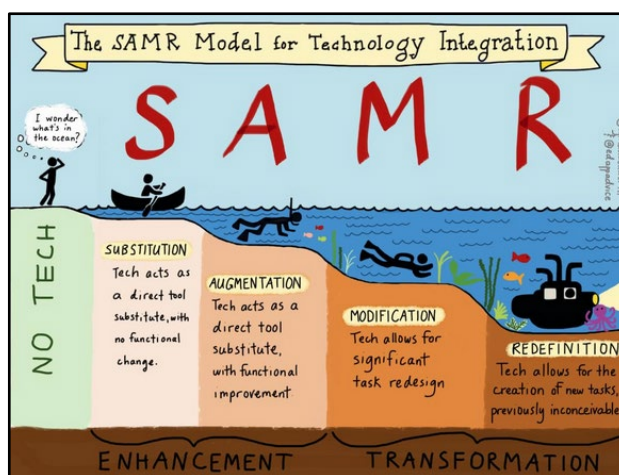 The SAMR Model for Technology Integration
I wonder
what's in
the ocean?
S A M R
@edappadvice
NO TECH
SUBSTITUTION
Tech acts as
a direct tool
substitute, with
no functional
change.
AUGMENTATION
Tech acts as a
direct tool
substitute,
with functional
improvement
MODIFICATION
Tech allows for
significant
task redesign
REDEFINITION
Tech allows for the
creation of new tasks,
previously inconceivable
ENHANCEMENT
TRANSFORMATION